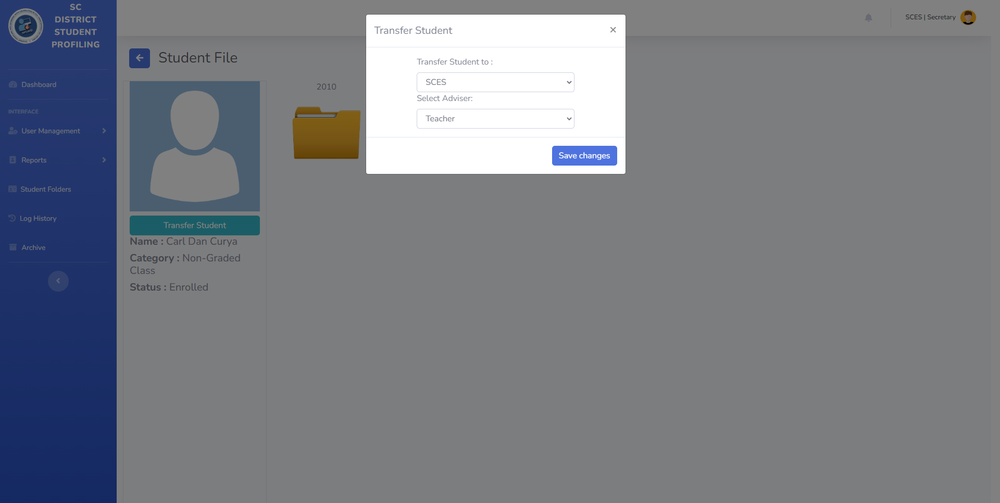 SC
DISTRICT
STUDENT
PROFILING
SCES | Secretary
Dashboard
INTERFACE
User Management
Reports
Student Folders
Log History
Archive
Student File
Transfer Student
Name : Carl Dan Curya
Category : Non-Graded
Class
Status : Enrolled
2010
Transfer Student
×
Transfer Student to :
SCES
Select Adviser:
Teacher
Save changes